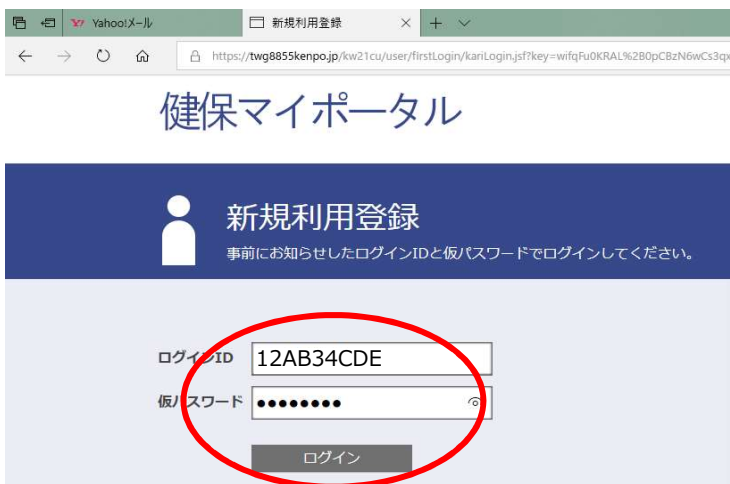 Yahoo!メール
新規利用登録
https://twg8855kenpo.jp/kw21cu/user/firstLogin/kariLogin.jsf?key=wifqFu0KRAL%2B0pCBzN6wCs3qx
健保マイポータル
新規利用登録
事前にお知らせしたログインIDと仮パスワードでログインしてください。
ログインID 12AB34CDE
仮パスワード ●●●●●●●●
ログイン